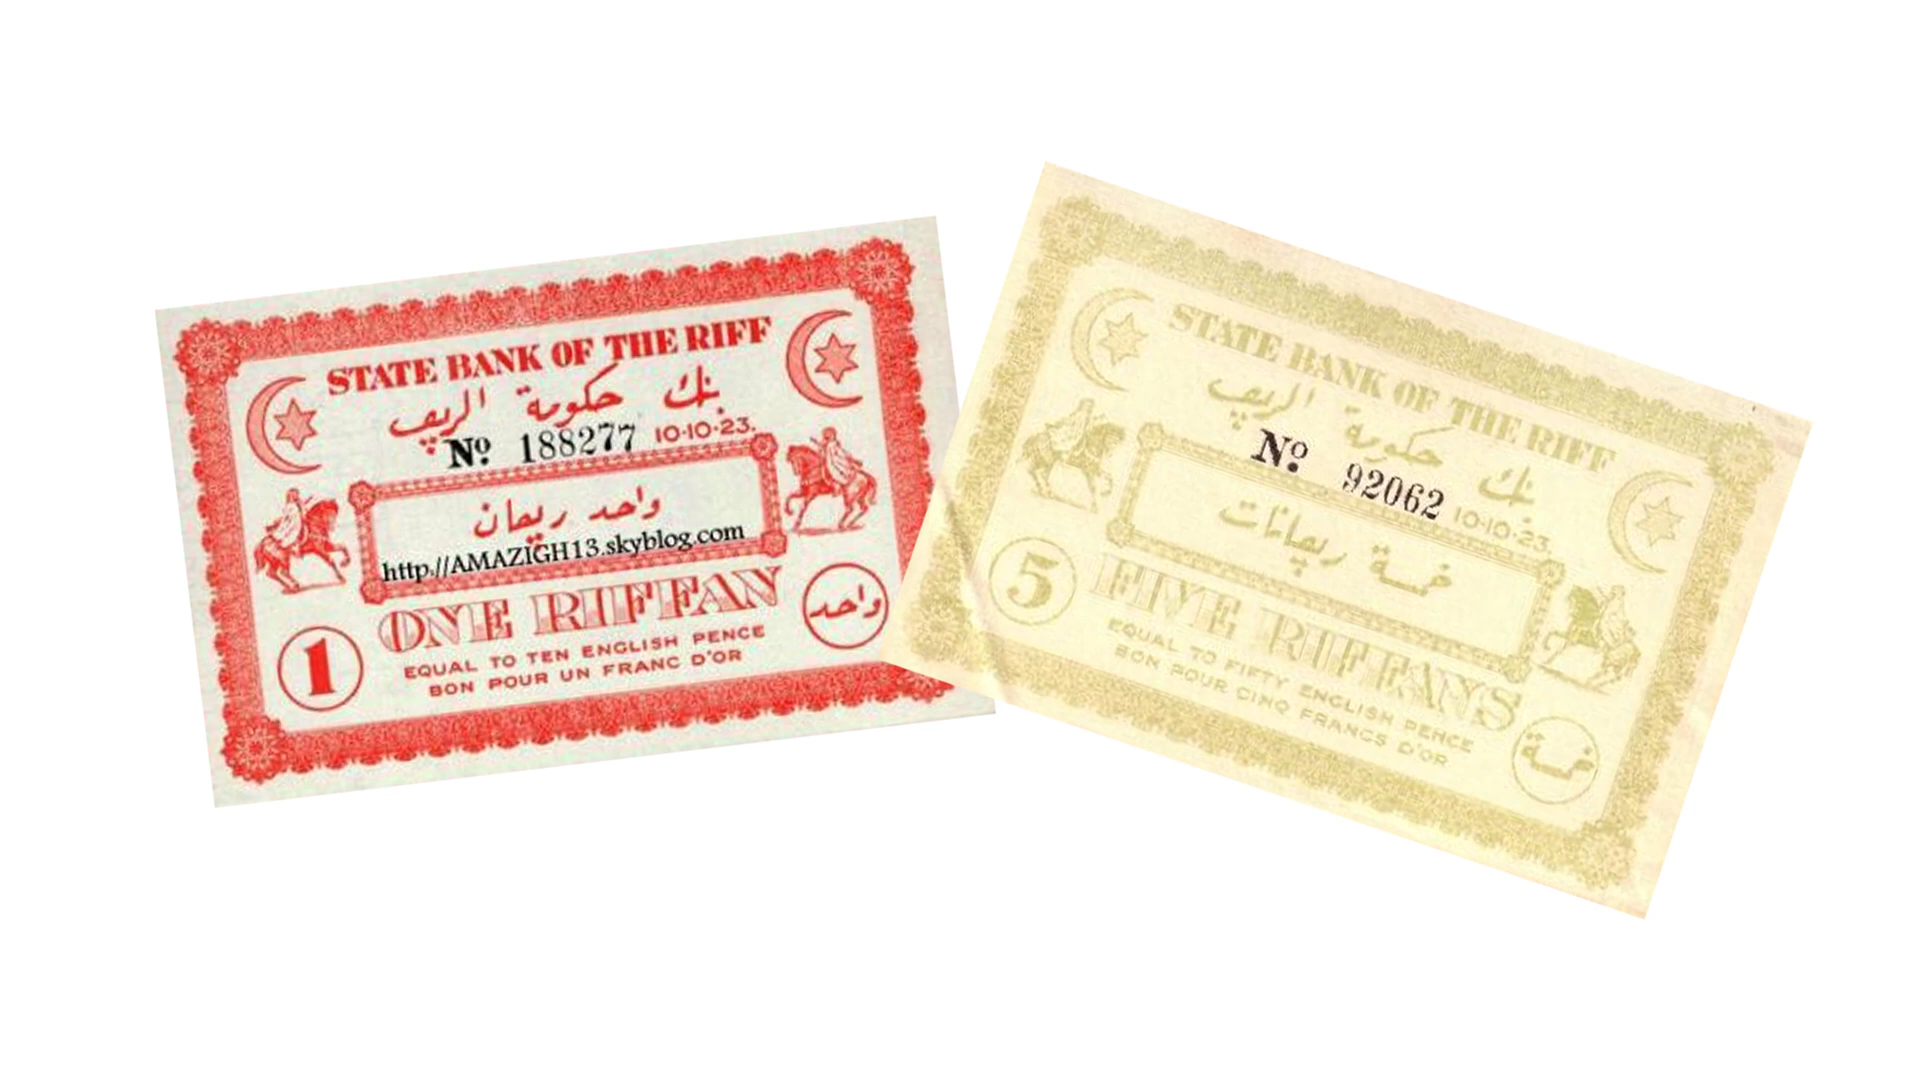 STATE BANK OF THE RIFF
بنك حكومة الريف
Nº 188277 10·10·23.
واحد ريفان
http://AMAZIGH13.skyblog.com
ONE RIFFAN
1
واحد
EQUAL TO TEN ENGLISH PENCE
BON POUR UN FRANC D'OR
STATE BANK OF THE RIFF
بنك حكومة الريف
Nº 92062 10·10·23.
خمسة ريفانات
5
FIVE RIFFANS
EQUAL TO FIFTY ENGLISH PENCE
BON POUR CINQ FRANCS D'OR
خمسة